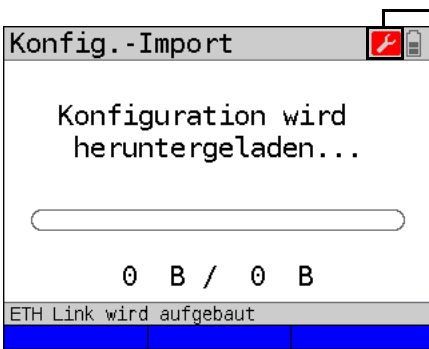 Konfig.-Import
Konfiguration wird
heruntergeladen...
0 B / 0 B
ETH Link wird aufgebaut